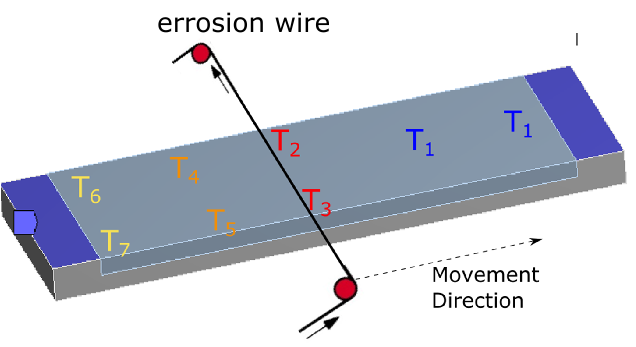 errosion wire
T1
T2
T1
T4
T6
T3
T5
T7
Movement
Direction